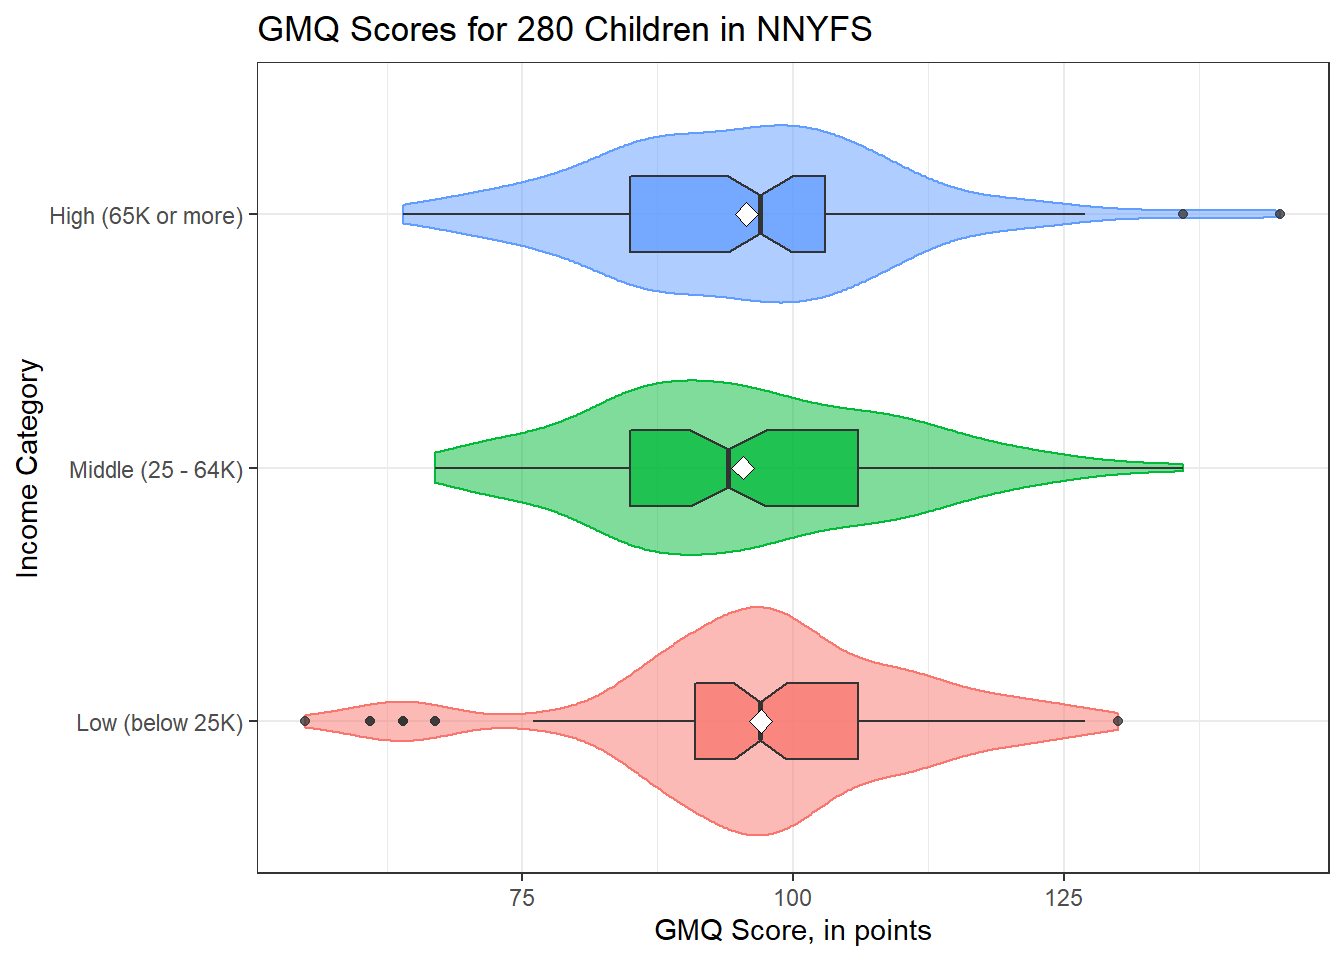 GMQ Scores for 280 Children in NNYFS
Income Category
High (65K or more)
Middle (25 - 64K)
Low (below 25K)
75
100
125
GMQ Score, in points